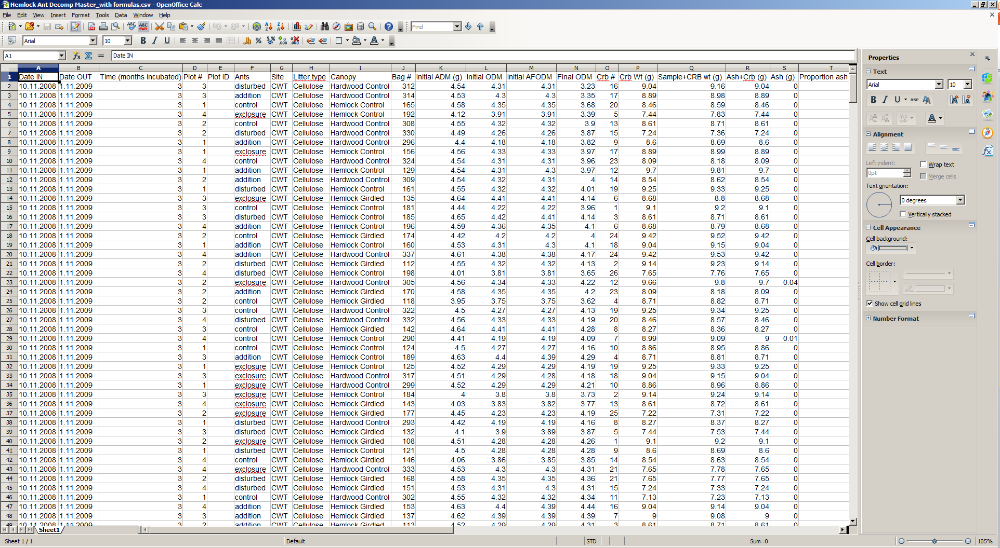 Hemlock Ant Decomp Master_with formulas.csv - OpenOffice Calc
File Edit View Insert Format Tools Data Window Help
Find
Arial 10
A1 Date IN
A B C D E F G H I J K L M N O P Q R S T
1 Date IN Date OUT Time (months incubated) Plot # Plot ID Ants Site Litter.type Canopy Bag # Initial ADM (g) Initial ODM Initial AFODM Final ODM Crb # Crb Wt (g) Sample+CRB wt (g) Ash+Crb (g) Ash (g) Proportion ash
2 10.11.2008 1.11.2009 3 3 disturbed CWT Cellulose Hardwood Control 312 4.54 4.31 4.31 3.23 16 9.04 9.16 9.04 0
3 10.11.2008 1.11.2009 3 3 addition CWT Cellulose Hardwood Control 314 4.53 4.3 4.3 3.35 17 8.89 8.98 8.89 0
4 10.11.2008 1.11.2009 3 1 control CWT Cellulose Hemlock Control 165 4.58 4.35 4.35 3.68 20 8.46 8.59 8.46 0
5 10.11.2008 1.11.2009 3 4 exclosure CWT Cellulose Hemlock Control 192 4.12 3.91 3.91 3.39 5 7.44 7.83 7.44 0
6 10.11.2008 1.11.2009 3 2 control CWT Cellulose Hardwood Control 308 4.55 4.32 4.32 3.9 13 8.61 8.71 8.61 0
7 10.11.2008 1.11.2009 3 2 disturbed CWT Cellulose Hardwood Control 330 4.49 4.26 4.26 3.87 15 7.24 7.36 7.24 0
8 10.11.2008 1.11.2009 3 1 addition CWT Cellulose Hardwood Control 296 4.4 4.18 4.18 3.82 9 8.6 8.69 8.6 0
9 10.11.2008 1.11.2009 3 1 exclosure CWT Cellulose Hemlock Control 156 4.56 4.33 4.33 3.97 17 8.89 8.99 8.89 0
10 10.11.2008 1.11.2009 3 4 control CWT Cellulose Hardwood Control 324 4.54 4.31 4.31 3.96 23 8.09 8.18 8.09 0
11 10.11.2008 1.11.2009 3 1 addition CWT Cellulose Hemlock Control 129 4.54 4.31 4.3 3.97 12 9.7 9.81 9.7 0
12 10.11.2008 1.11.2009 3 2 addition CWT Cellulose Hardwood Control 309 4.54 4.32 4.31 4 14 8.54 8.62 8.54 0
13 10.11.2008 1.11.2009 3 1 disturbed CWT Cellulose Hemlock Control 161 4.55 4.32 4.32 4.01 19 9.25 9.33 9.25 0
14 10.11.2008 1.11.2009 3 3 exclosure CWT Cellulose Hemlock Girdled 135 4.64 4.41 4.41 4.14 6 8.68 8.8 8.68 0
15 10.11.2008 1.11.2009 3 3 control CWT Cellulose Hemlock Control 181 4.44 4.22 4.22 3.96 1 9.1 9.2 9.1 0
16 10.11.2008 1.11.2009 3 3 disturbed CWT Cellulose Hemlock Control 185 4.65 4.42 4.41 4.14 3 8.61 8.71 8.61 0
17 10.11.2008 1.11.2009 3 4 addition CWT Cellulose Hemlock Control 196 4.59 4.36 4.35 4.1 6 8.68 8.79 8.68 0
18 10.11.2008 1.11.2009 3 2 control CWT Cellulose Hemlock Girdled 174 4.42 4.2 4.2 4 24 9.42 9.52 9.42 0
19 10.11.2008 1.11.2009 3 1 addition CWT Cellulose Hemlock Control 160 4.53 4.31 4.3 4.1 18 9.04 9.15 9.04 0
20 10.11.2008 1.11.2009 3 4 addition CWT Cellulose Hardwood Control 337 4.61 4.38 4.38 4.17 24 9.42 9.53 9.42 0
21 10.11.2008 1.11.2009 3 2 disturbed CWT Cellulose Hemlock Girdled 112 4.55 4.32 4.32 4.13 2 9.14 9.23 9.14 0
22 10.11.2008 1.11.2009 3 4 disturbed CWT Cellulose Hemlock Control 198 4.01 3.81 3.81 3.65 26 7.65 7.76 7.65 0
23 10.11.2008 1.11.2009 3 2 exclosure CWT Cellulose Hardwood Control 305 4.56 4.34 4.33 4.22 12 9.66 9.8 9.7 0.04
24 10.11.2008 1.11.2009 3 2 addition CWT Cellulose Hemlock Girdled 170 4.58 4.35 4.35 4.2 23 8.09 8.18 8.09 0
25 10.11.2008 1.11.2009 3 2 control CWT Cellulose Hemlock Girdled 118 3.95 3.75 3.75 3.62 4 8.71 8.82 8.71 0
26 10.11.2008 1.11.2009 3 3 control CWT Cellulose Hardwood Control 322 4.5 4.27 4.27 4.13 19 9.25 9.34 9.25 0
27 10.11.2008 1.11.2009 3 4 disturbed CWT Cellulose Hardwood Control 332 4.56 4.33 4.33 4.19 20 8.46 8.57 8.46 0
28 10.11.2008 1.11.2009 3 3 control CWT Cellulose Hemlock Girdled 142 4.64 4.41 4.41 4.28 8 8.27 8.36 8.27 0
29 10.11.2008 1.11.2009 3 4 control CWT Cellulose Hemlock Girdled 290 4.41 4.19 4.19 4.09 7 8.99 9.09 9 0.01
30 10.11.2008 1.11.2009 3 1 control CWT Cellulose Hemlock Control 124 4.5 4.27 4.27 4.16 10 8.86 8.95 8.86 0
31 10.11.2008 1.11.2009 3 3 addition CWT Cellulose Hemlock Control 189 4.63 4.4 4.39 4.29 4 8.71 8.81 8.71 0
32 10.11.2008 1.11.2009 3 1 exclosure CWT Cellulose Hemlock Control 125 4.52 4.29 4.29 4.19 19 9.25 9.33 9.25 0
33 10.11.2008 1.11.2009 3 3 exclosure CWT Cellulose Hardwood Control 317 4.51 4.29 4.28 4.18 18 9.04 9.15 9.04 0
34 10.11.2008 1.11.2009 3 1 exclosure CWT Cellulose Hardwood Control 299 4.52 4.29 4.29 4.21 10 8.86 8.96 8.86 0
35 10.11.2008 1.11.2009 3 3 exclosure CWT Cellulose Hemlock Control 184 4 3.8 3.8 3.73 2 9.14 9.24 9.14 0
36 10.11.2008 1.11.2009 3 4 exclosure CWT Cellulose Hemlock Girdled 143 4.03 3.83 3.82 3.77 13 8.61 8.72 8.61 0
37 10.11.2008 1.11.2009 3 2 exclosure CWT Cellulose Hemlock Girdled 177 4.45 4.23 4.23 4.19 25 7.22 7.31 7.22 0
38 10.11.2008 1.11.2009 3 1 disturbed CWT Cellulose Hardwood Control 293 4.42 4.19 4.19 4.16 8 8.27 8.37 8.27 0
39 10.11.2008 1.11.2009 3 3 disturbed CWT Cellulose Hemlock Girdled 132 4.1 3.9 3.89 3.87 5 7.44 7.53 7.44 0
40 10.11.2008 1.11.2009 3 2 exclosure CWT Cellulose Hemlock Girdled 108 4.51 4.28 4.28 4.26 1 9.1 9.2 9.1 0
41 10.11.2008 1.11.2009 3 1 disturbed CWT Cellulose Hemlock Control 121 4.5 4.28 4.28 4.28 9 8.6 8.69 8.6 0
42 10.11.2008 1.11.2009 3 4 control CWT Cellulose Hemlock Girdled 146 4.06 3.86 3.85 3.85 14 8.54 8.63 8.54 0
43 10.11.2008 1.11.2009 3 4 exclosure CWT Cellulose Hardwood Control 333 4.53 4.3 4.3 4.31 21 7.65 7.78 7.65 0
44 10.11.2008 1.11.2009 3 2 disturbed CWT Cellulose Hemlock Girdled 168 4.58 4.35 4.35 4.36 21 7.65 7.77 7.65 0
45 10.11.2008 1.11.2009 3 4 disturbed CWT Cellulose Hemlock Girdled 151 4.53 4.31 4.3 4.31 15 7.24 7.33 7.24 0
46 10.11.2008 1.11.2009 3 1 control CWT Cellulose Hardwood Control 302 4.55 4.32 4.32 4.34 11 7.13 7.23 7.13 0
47 10.11.2008 1.11.2009 3 4 addition CWT Cellulose Hemlock Girdled 153 4.63 4.4 4.39 4.44 16 9.04 9.14 9.04 0
48 10.11.2008 1.11.2009 3 3 addition CWT Cellulose Hemlock Girdled 137 4.62 4.39 4.39 4.39 7 9 9.08 9 0
49 10.11.2008 1.11.2009 3 2 addition CWT Cellulose Hemlock Girdled 113 4.52 4.29 4.29 4.31 3 8.61 8.71 8.61 0
Sheet1
Sheet 1 / 1 Default STD Sum=0 105%
Properties
Text
Arial 10
Alignment
Left indent:
0pt
Wrap text
Merge cells
Text orientation:
0 degrees
Vertically stacked
Cell Appearance
Cell background:
Cell border:
Show cell grid lines
Number Format